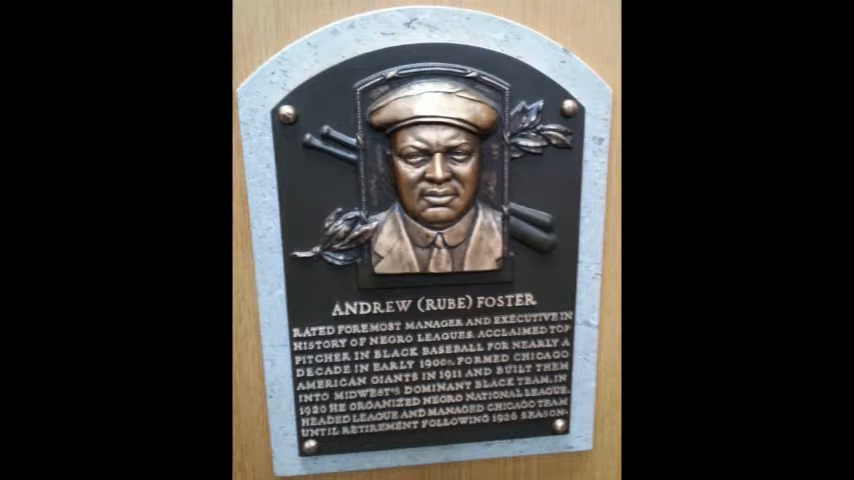 ANDREW (RUBE) FOSTER
RATED FOREMOST MANAGER AND EXECUTIVE IN
HISTORY OF NEGRO LEAGUES. ACCLAIMED TOP
PITCHER IN BLACK BASEBALL FOR NEARLY A
DECADE IN EARLY 1900s. FORMED CHICAGO
AMERICAN GIANTS IN 1911 AND BUILT THEM
INTO MIDWEST'S DOMINANT BLACK TEAM. IN
1920 HE ORGANIZED NEGRO NATIONAL LEAGUE.
HEADED LEAGUE AND MANAGED CHICAGO TEAM
UNTIL RETIREMENT FOLLOWING 1926 SEASON.